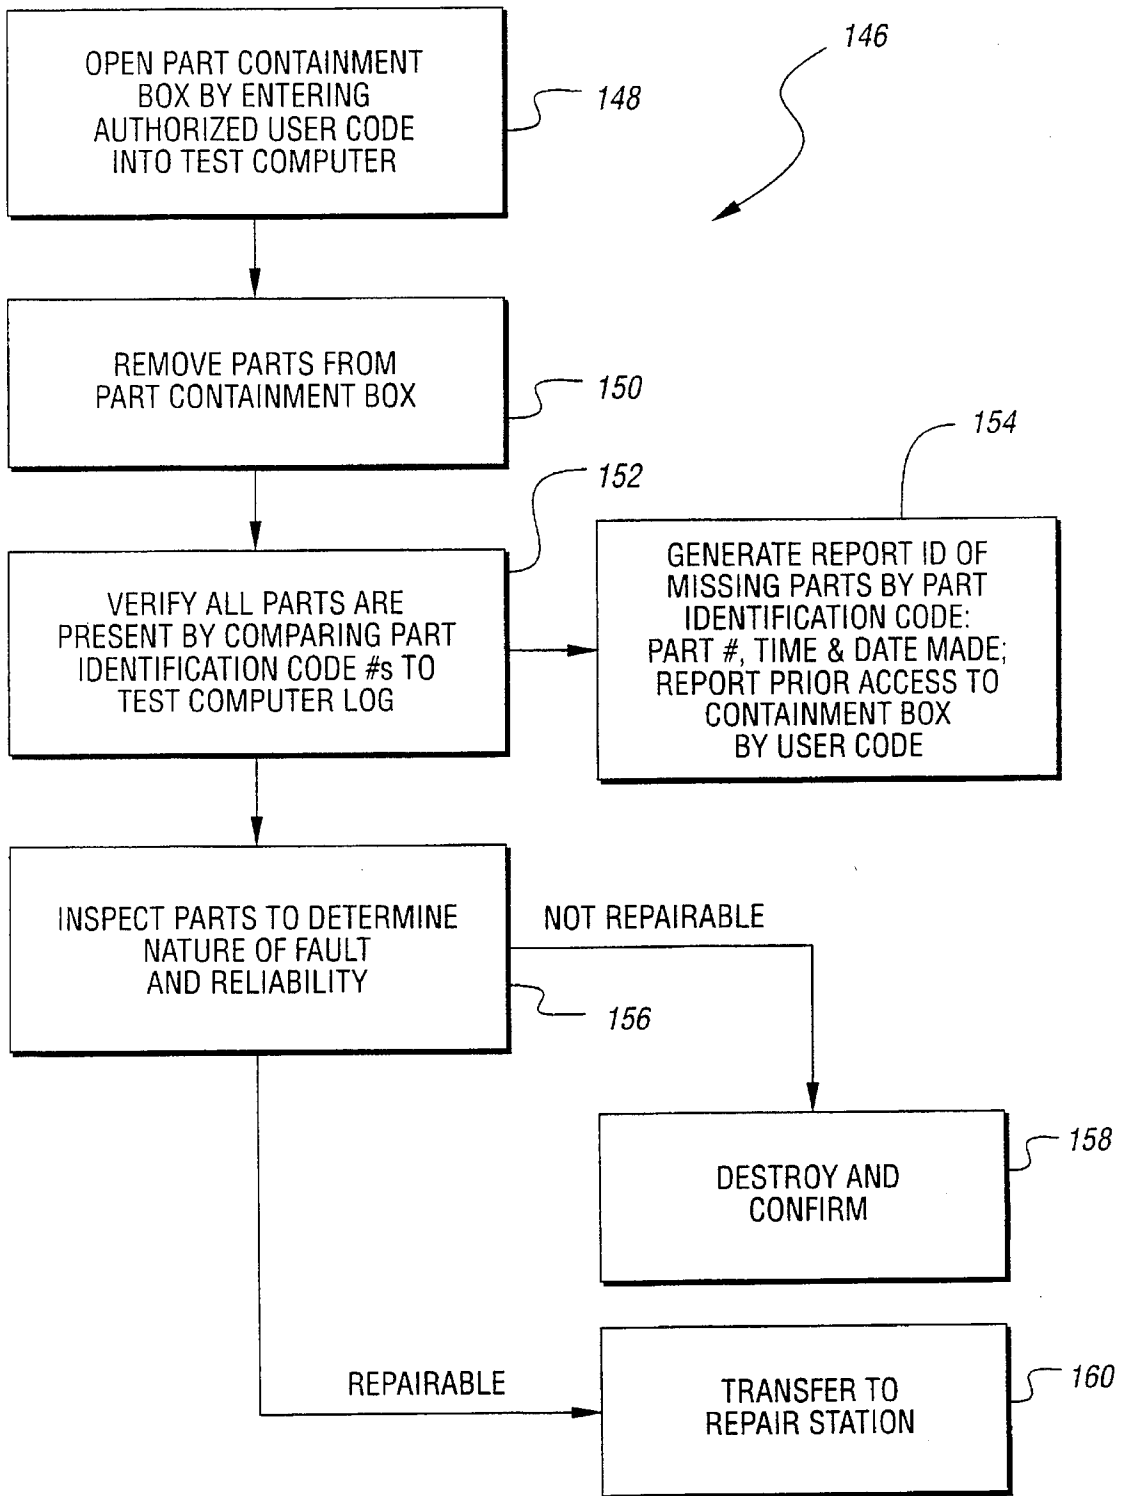 OPEN PART CONTAINMENT
BOX BY ENTERING
AUTHORIZED USER CODE
INTO TEST COMPUTER
148
146
REMOVE PARTS FROM
PART CONTAINMENT BOX
150
152
154
VERIFY ALL PARTS ARE
PRESENT BY COMPARING PART
IDENTIFICATION CODE #s TO
TEST COMPUTER LOG
GENERATE REPORT ID OF
MISSING PARTS BY PART
IDENTIFICATION CODE:
PART #, TIME & DATE MADE;
REPORT PRIOR ACCESS TO
CONTAINMENT BOX
BY USER CODE
INSPECT PARTS TO DETERMINE
NATURE OF FAULT
AND RELIABILITY
156
NOT REPAIRABLE
DESTROY AND
CONFIRM
158
REPAIRABLE
TRANSFER TO
REPAIR STATION
160